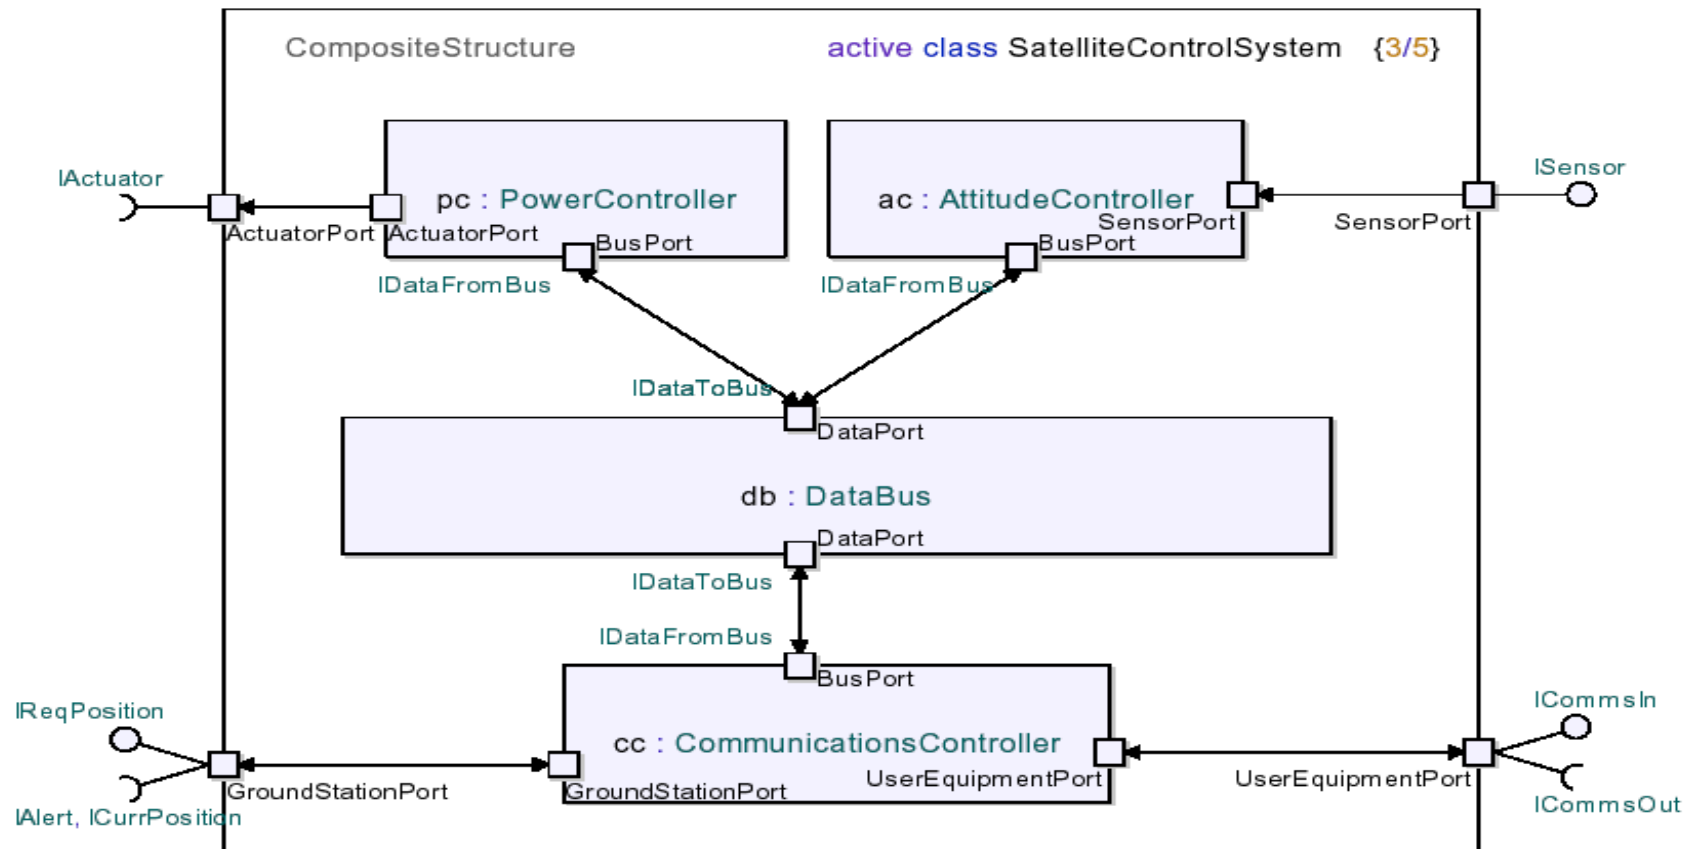 CompositeStructure
active class SatelliteControlSystem {3/5}
IActuator
ISensor
pc : PowerController
ac : AttitudeController
SensorPort
SensorPort
ActuatorPort
ActuatorPort
BusPort
BusPort
IDataFromBus
IDataFromBus
IDataToBus
DataPort
db : DataBus
DataPort
IDataToBus
IDataFromBus
BusPort
IReqPosition
ICommsIn
cc : CommunicationsController
UserEquipmentPort
UserEquipmentPort
GroundStationPort
GroundStationPort
IAlert, ICurrPosition
ICommsOut